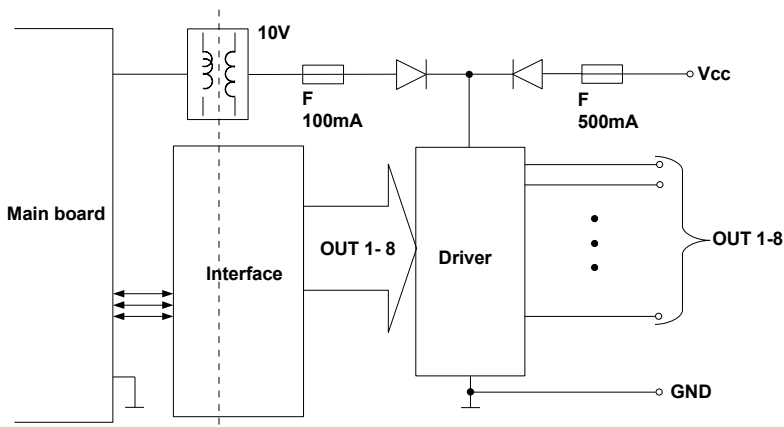 10V
Vcc
F
100mA
F
500mA
Main board
OUT 1- 8
Interface
Driver
OUT 1-8
GND